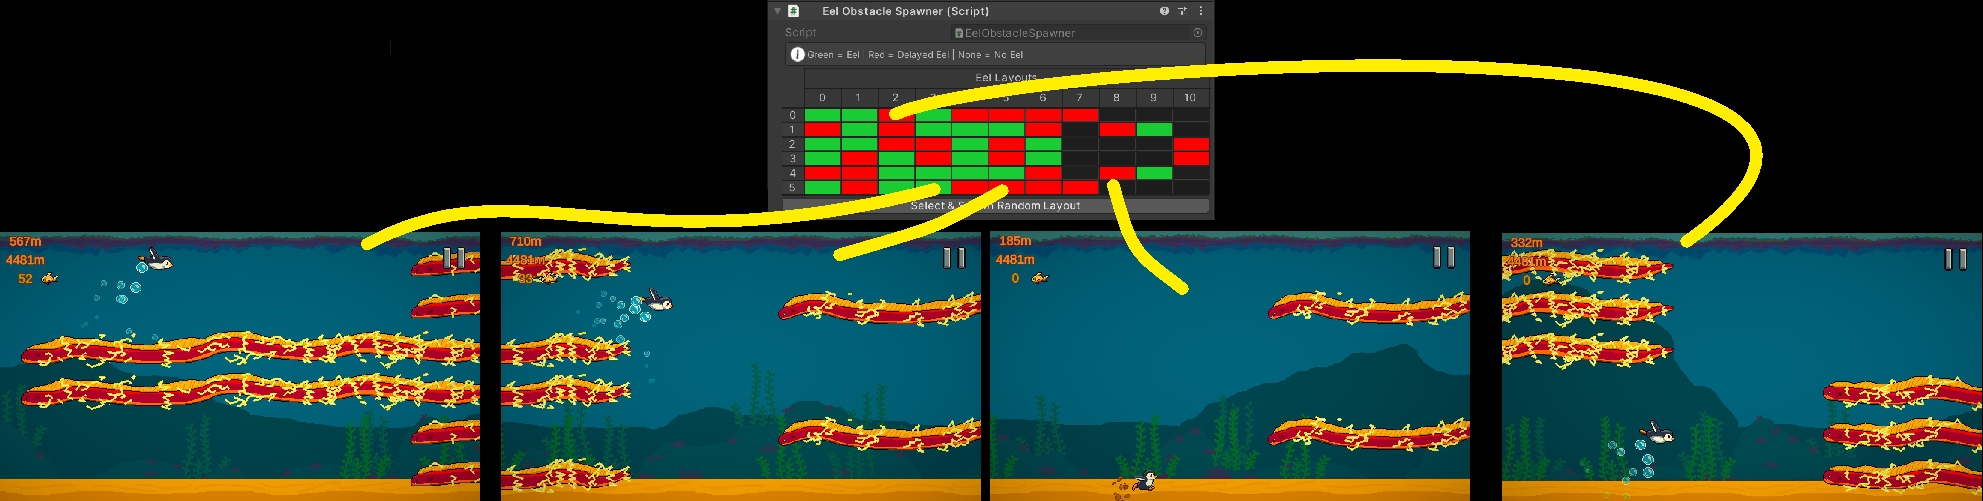 Eel Obstacle Spawner (Script)
Script
EelObstacleSpawner
Green = Eel | Red = Delayed Eel | None = No Eel
Eel Layouts
0 1 2 3 5 6 7 8 9 10
0
1
2
3
4
5
Select & Random Layout
567m
4481m
52
710m
4481m
33
185m
4481m
0
332m
4481m
0